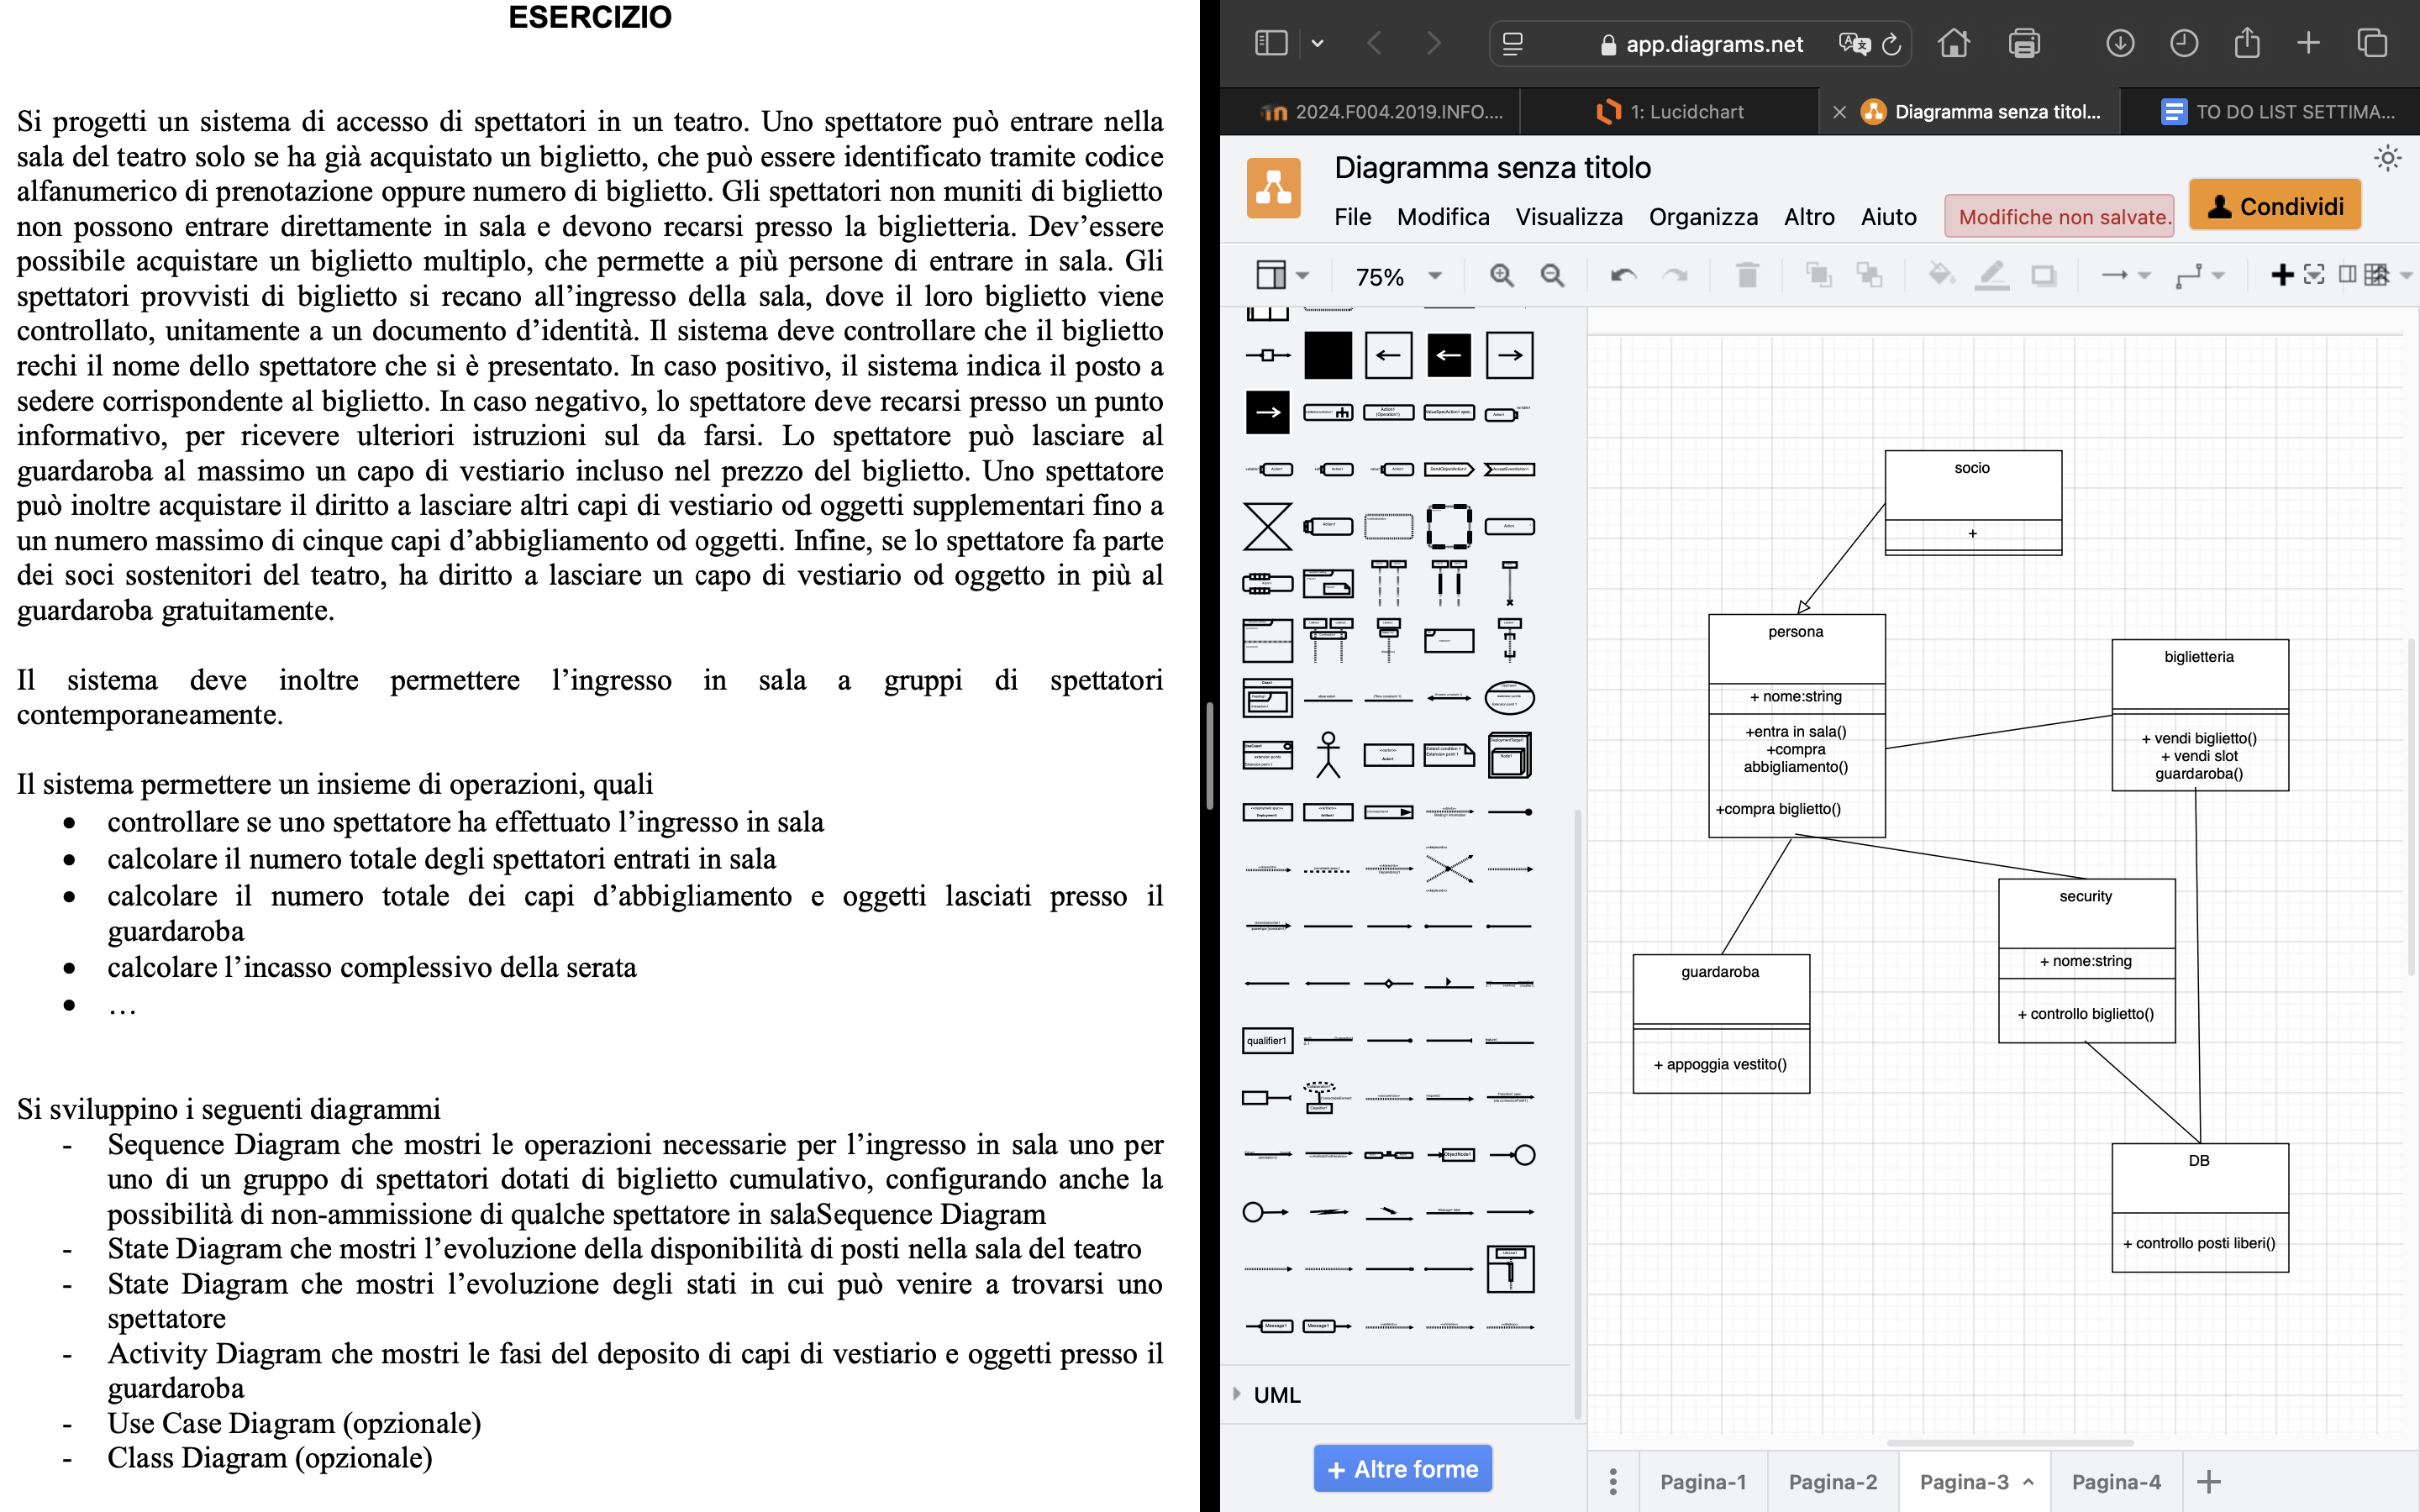 ESERCIZIO
Si progetti un sistema di accesso di spettatori in un teatro. Uno spettatore può entrare nella
sala del teatro solo se ha già acquistato un biglietto, che può essere identificato tramite codice
alfanumerico di prenotazione oppure numero di biglietto. Gli spettatori non muniti di biglietto
non possono entrare direttamente in sala e devono recarsi presso la biglietteria. Dev'essere
possibile acquistare un biglietto multiplo, che permette a più persone di entrare in sala. Gli
spettatori provvisti di biglietto si recano all'ingresso della sala, dove il loro biglietto viene
controllato, unitamente a un documento d'identità. Il sistema deve controllare che il biglietto
rechi il nome dello spettatore che si è presentato. In caso positivo, il sistema indica il posto a
sedere corrispondente al biglietto. In caso negativo, lo spettatore deve recarsi presso un punto
informativo, per ricevere ulteriori istruzioni sul da farsi. Lo spettatore può lasciare al
guardaroba al massimo un capo di vestiario incluso nel prezzo del biglietto. Uno spettatore
può inoltre acquistare il diritto a lasciare altri capi di vestiario od oggetti supplementari fino a
un numero massimo di cinque capi d'abbigliamento od oggetti. Infine, se lo spettatore fa parte
dei soci sostenitori del teatro, ha diritto a lasciare un capo di vestiario od oggetto in più al
guardaroba gratuitamente.
Il sistema deve inoltre permettere l'ingresso in sala a gruppi di spettatori
contemporaneamente.
Il sistema permettere un insieme di operazioni, quali
• controllare se uno spettatore ha effettuato l'ingresso in sala
• calcolare il numero totale degli spettatori entrati in sala
• calcolare il numero totale dei capi d'abbigliamento e oggetti lasciati presso il
guardaroba
• calcolare l'incasso complessivo della serata
• …
Si sviluppino i seguenti diagrammi
- Sequence Diagram che mostri le operazioni necessarie per l'ingresso in sala uno per
uno di un gruppo di spettatori dotati di biglietto cumulativo, configurando anche la
possibilità di non-ammissione di qualche spettatore in salaSequence Diagram
- State Diagram che mostri l'evoluzione della disponibilità di posti nella sala del teatro
- State Diagram che mostri l'evoluzione degli stati in cui può venire a trovarsi uno
spettatore
- Activity Diagram che mostri le fasi del deposito di capi di vestiario e oggetti presso il
guardaroba
- Use Case Diagram (opzionale)
- Class Diagram (opzionale)
app.diagrams.net
2024.F004.2019.INFO....
1: Lucidchart
Diagramma senza titol...
TO DO LIST SETTIMA...
Diagramma senza titolo
File Modifica Visualizza Organizza Altro Aiuto
Modifiche non salvate.
Condividi
75%
qualifier1
UML
+ Altre forme
socio
+
persona
+ nome:string
+entra in sala()
+compra
abbigliamento()
+compra biglietto()
biglietteria
+ vendi biglietto()
+ vendi slot
guardaroba()
security
+ nome:string
+ controllo biglietto()
guardaroba
+ appoggia vestito()
DB
+ controllo posti liberi()
Pagina-1
Pagina-2
Pagina-3
Pagina-4